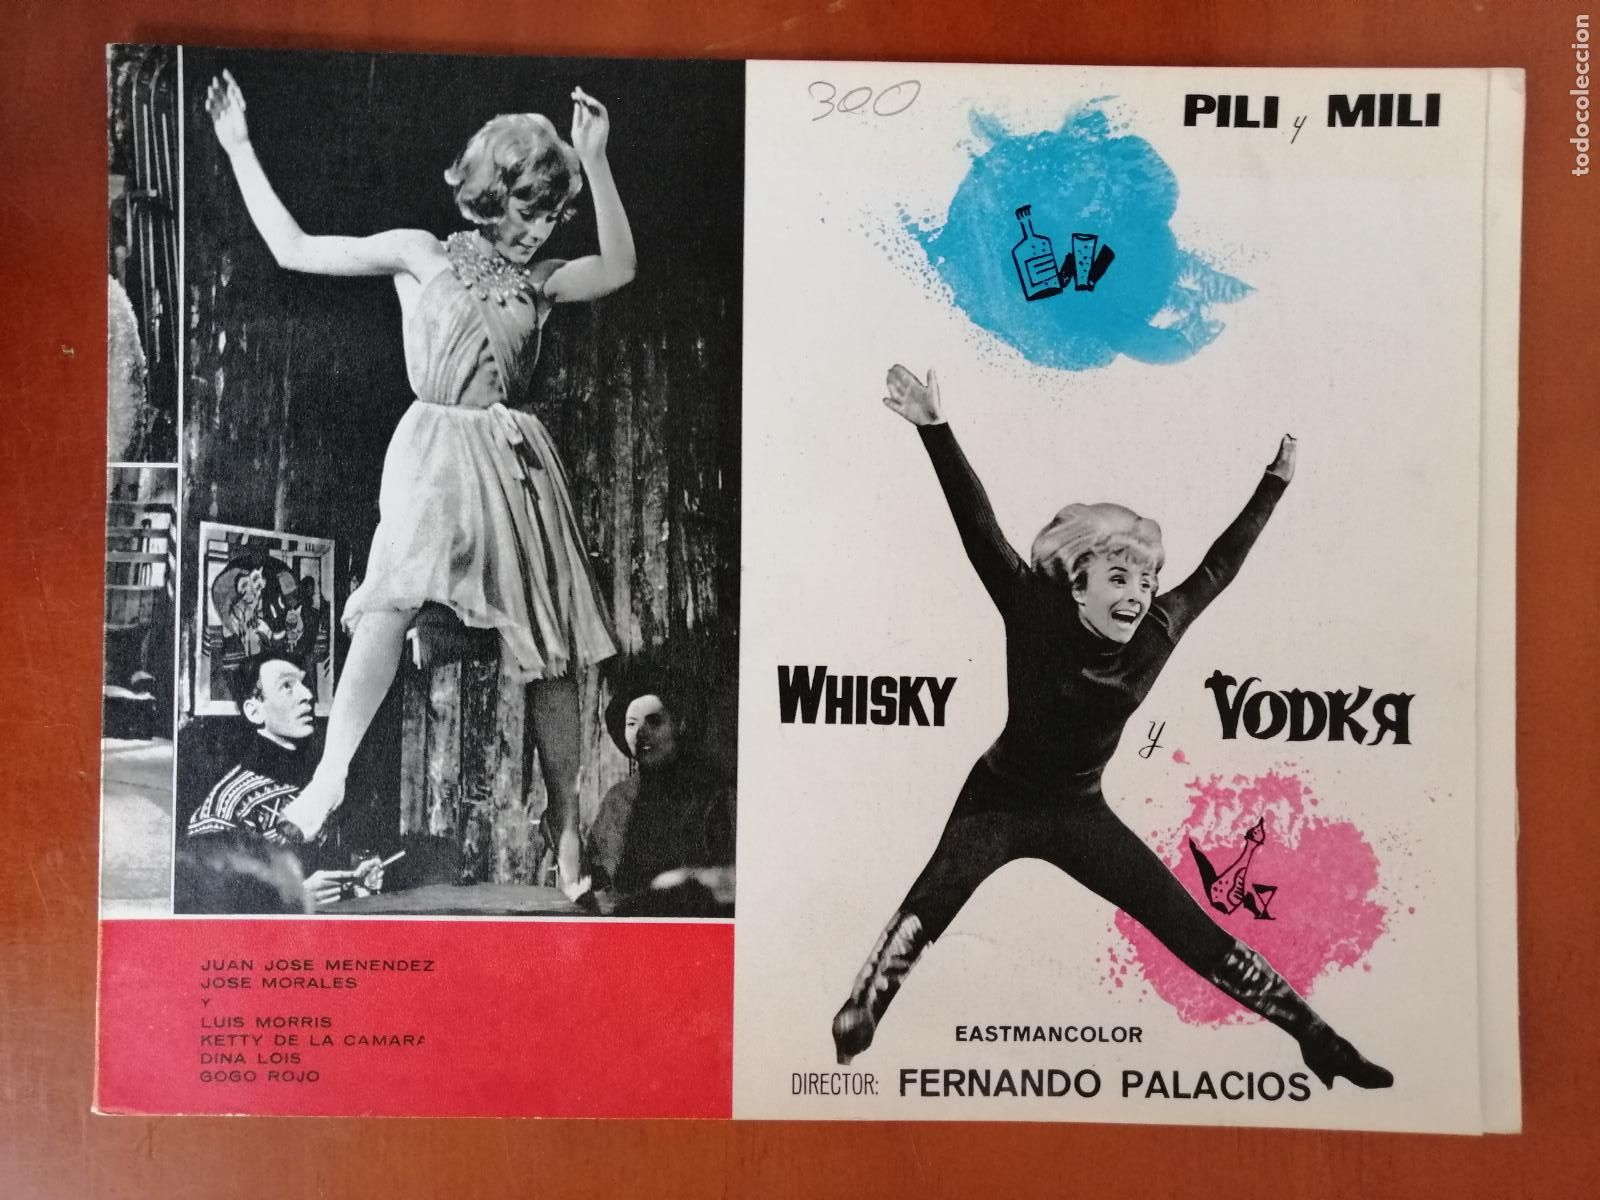 300
PILI y MILI
WHISKY y VODKA
EASTMANCOLOR
DIRECTOR: FERNANDO PALACIOS
JUAN JOSE MENENDEZ
JOSE MORALES
Y
LUIS MORRIS
KETTY DE LA CAMARA
DINA LOIS
GOGO ROJO
todocoleccion